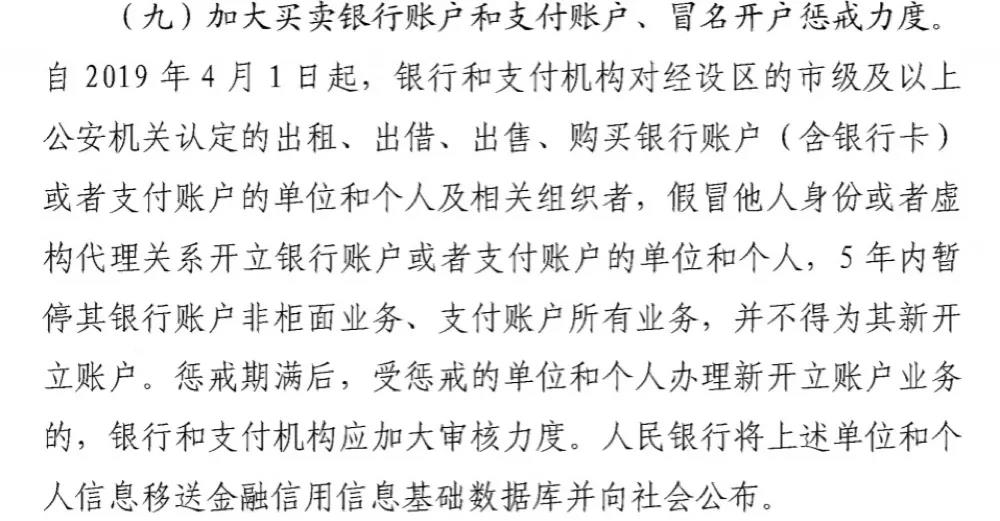 （九）加大买卖银行账户和支付账户、冒名开户惩戒力度。
自 2019 年 4 月 1 日起，银行和支付机构对经设区的市级及以上
公安机关认定的出租、出借、出售、购买银行账户（含银行卡）
或者支付账户的单位和个人及相关组织者，假冒他人身份或者虚
构代理关系开立银行账户或者支付账户的单位和个人，5 年内暂
停其银行账户非柜面业务、支付账户所有业务，并不得为其新开
立账户。惩戒期满后，受惩戒的单位和个人办理新开立账户业务
的，银行和支付机构应加大审核力度。人民银行将上述单位和个
人信息移送金融信用信息基础数据库并向社会公布。